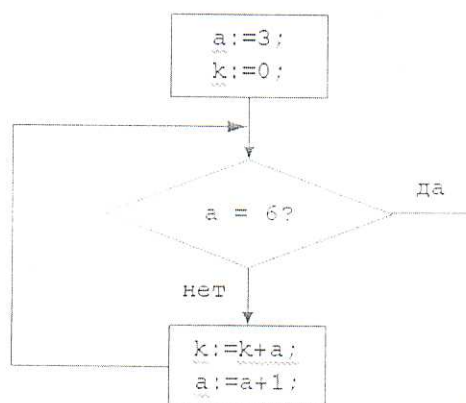 a:=3;
k:=0;
a = 6?
да
нет
k:=k+a;
a:=a+1;